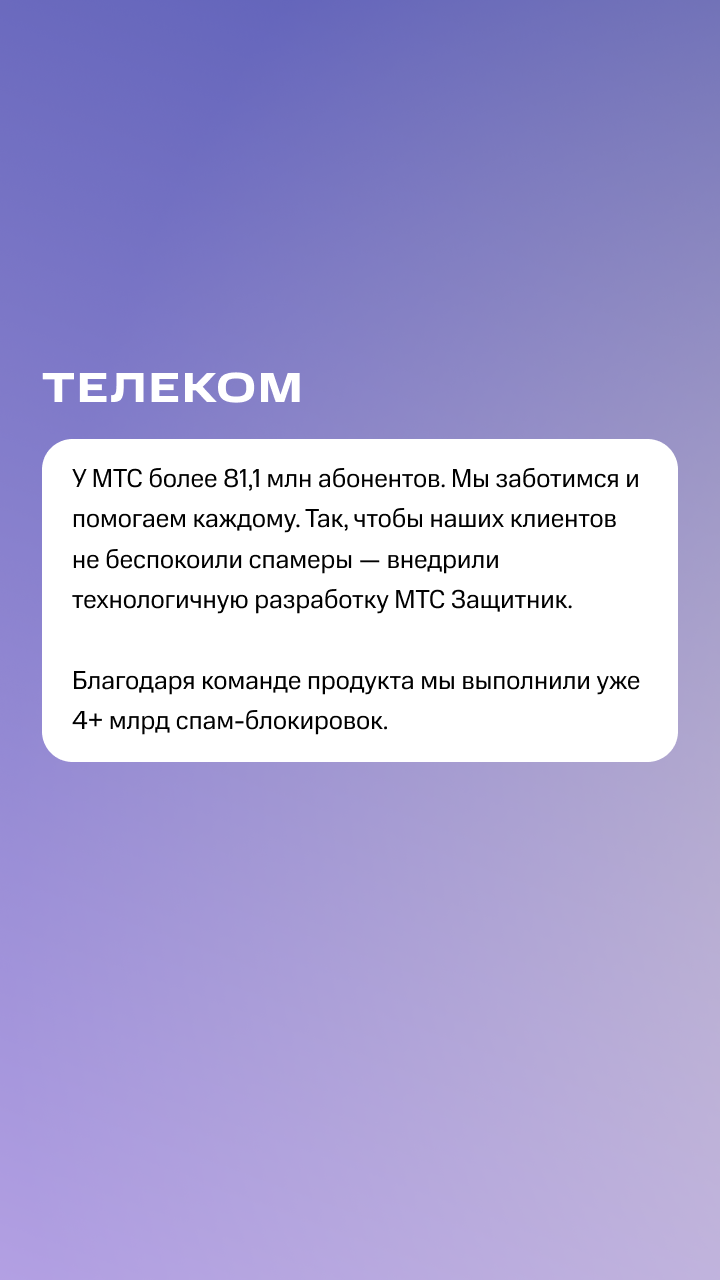 ТЕЛЕКОМ
У МТС более 81,1 млн абонентов. Мы заботимся и
помогаем каждому. Так, чтобы наших клиентов
не беспокоили спамеры — внедрили
технологичную разработку МТС Защитник.
Благодаря команде продукта мы выполнили уже
4+ млрд спам-блокировок.